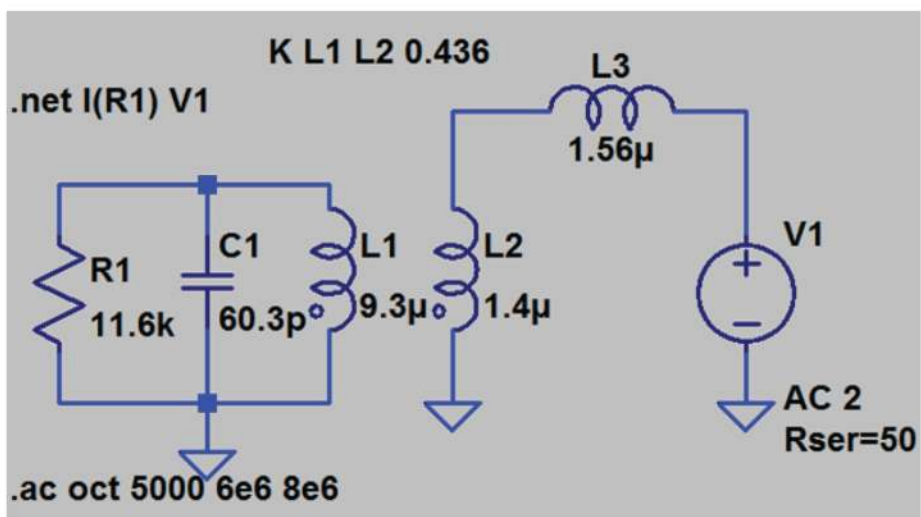 K L1 L2 0.436
.net I(R1) V1
L3
1.56µ
R1
11.6k
C1
60.3p
L1
9.3µ
L2
1.4µ
V1
AC 2
Rser=50
.ac oct 5000 6e6 8e6